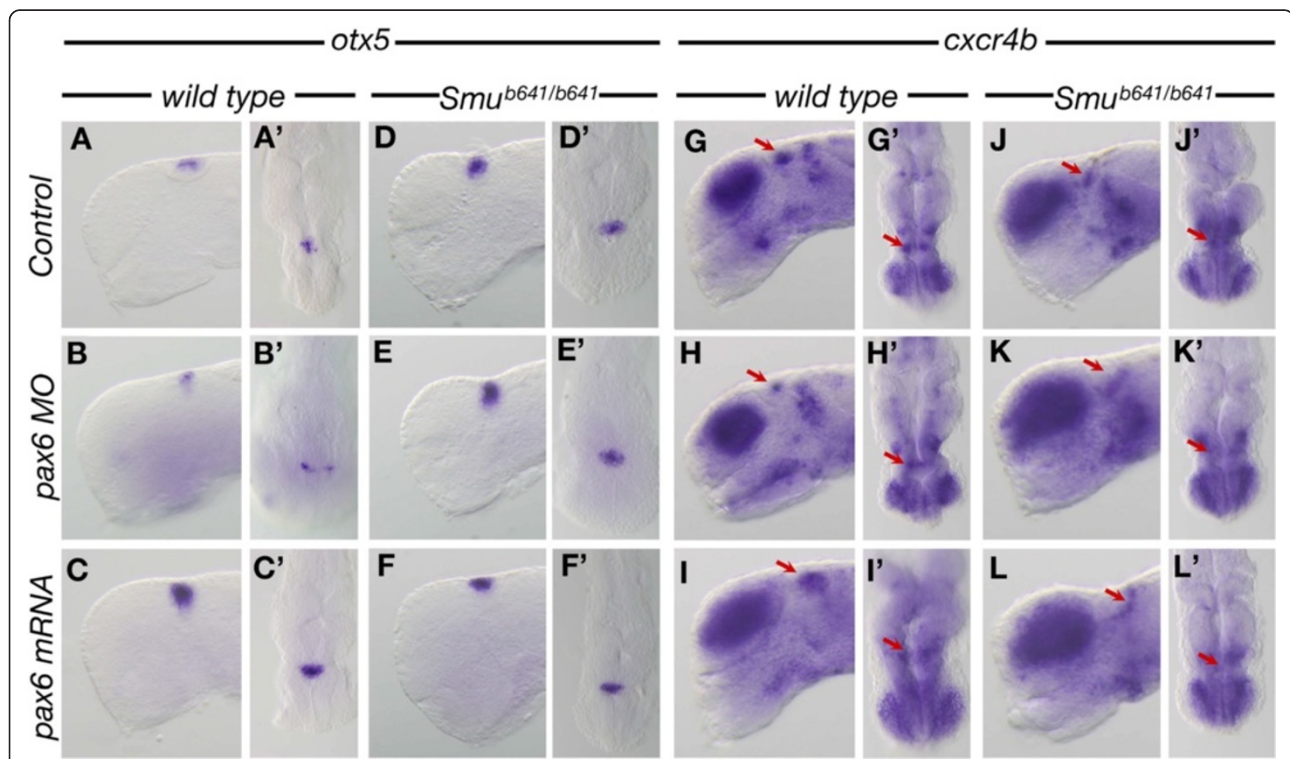 otx5 cxcr4b
wild type Smu b641/b641 wild type Smu b641/b641
Control
A A' D D' G G' J J'
pax6 MO
B B' E E' H H' K K'
pax6 mRNA
C C' F F' I I' L L'